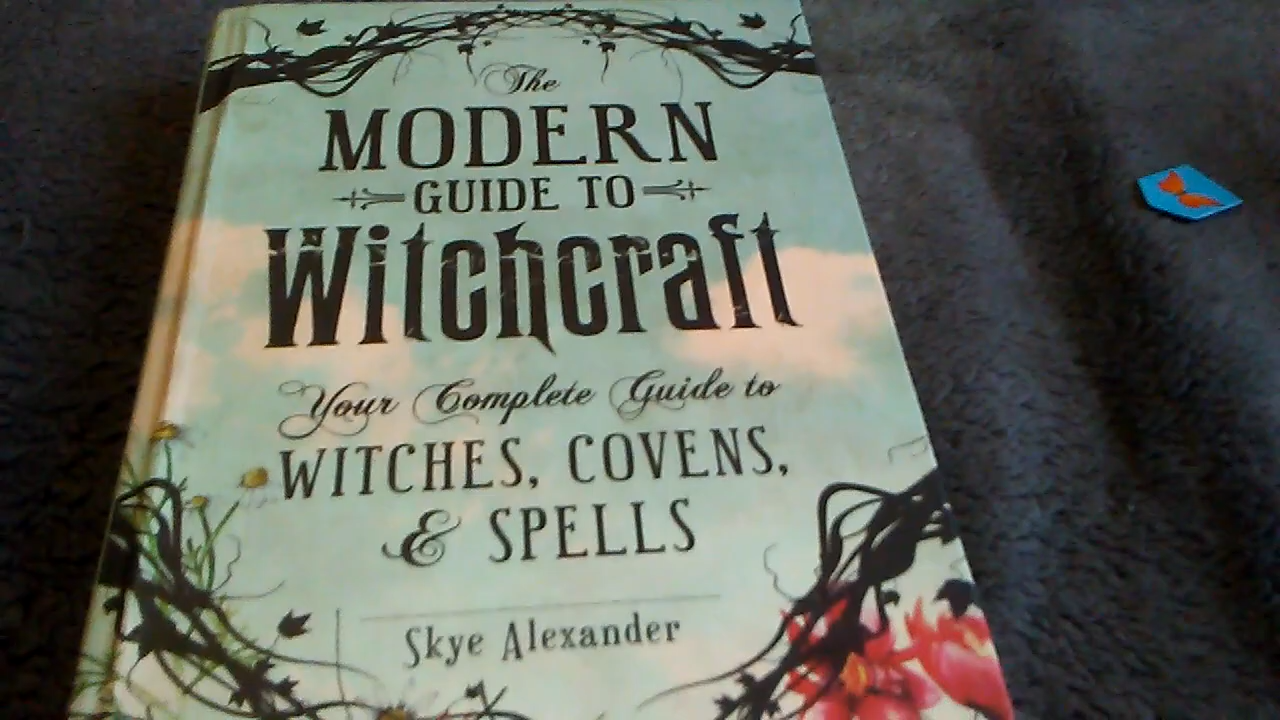 The
MODERN
GUIDE TO
Witchcraft
Your Complete Guide to
WITCHES, COVENS,
& SPELLS
Skye Alexander